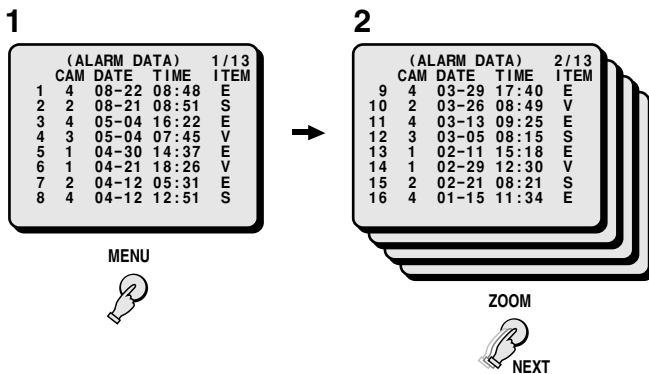 1
(ALARM DATA) 1/13
CAM DATE TIME ITEM
1 4 08-22 08:48 E
2 2 08-21 08:51 S
3 4 05-04 16:22 E
4 3 05-04 07:45 V
5 1 04-30 14:37 E
6 1 04-21 18:26 V
7 2 04-12 05:31 E
8 4 04-12 12:51 S
MENU
2
(ALARM DATA) 2/13
CAM DATE TIME ITEM
9 4 03-29 17:40 E
10 2 03-26 08:49 V
11 4 03-13 09:25 E
12 3 03-05 08:15 S
13 1 02-11 15:18 E
14 1 02-29 12:30 V
15 2 02-21 08:21 S
16 4 01-15 11:34 E
ZOOM
NEXT